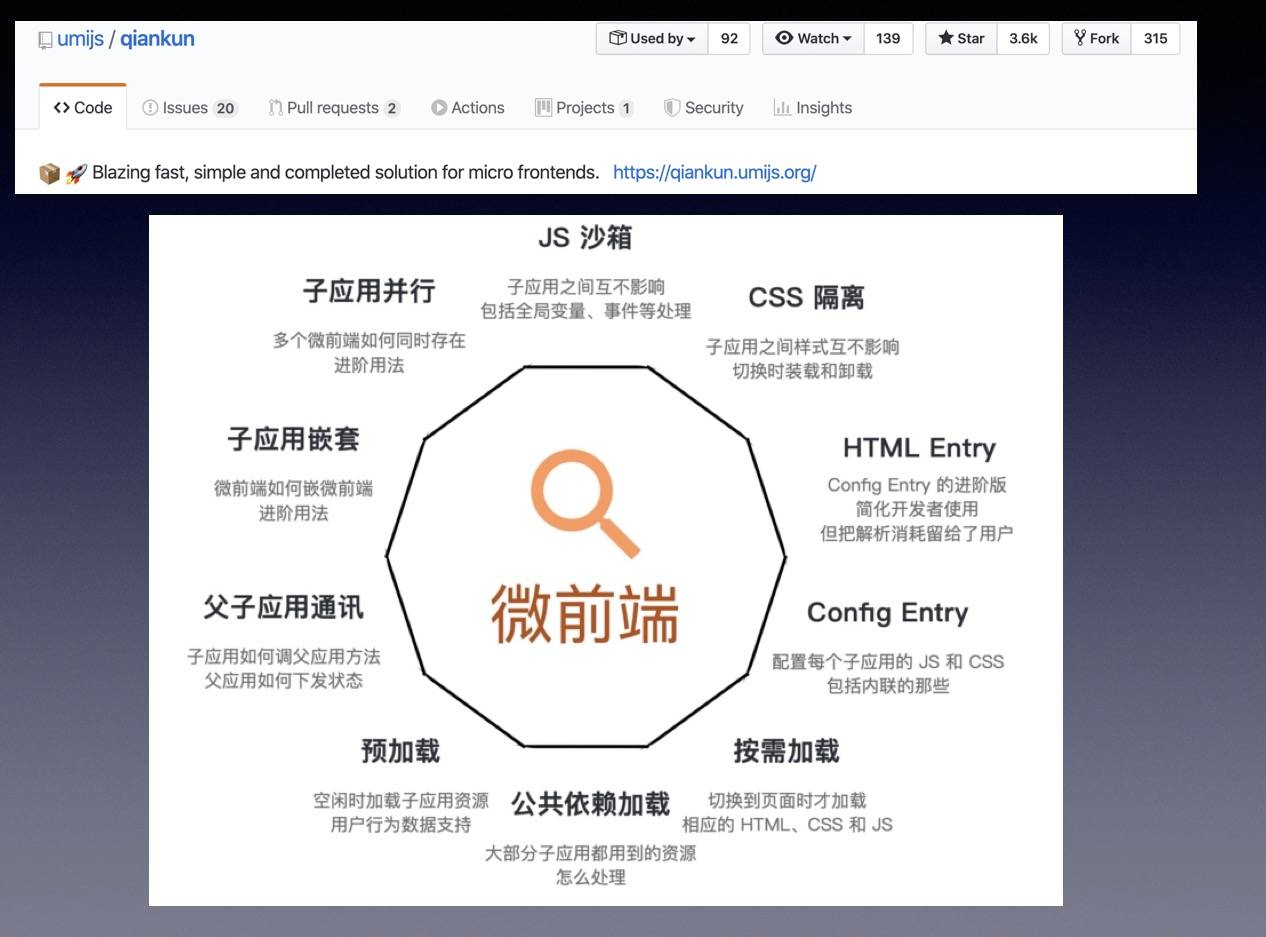 umijs / qiankun
Used by 92 Watch 139 Star 3.6k Fork 315
Code Issues 20 Pull requests 2 Actions Projects 1 Security Insights
📦 🚀 Blazing fast, simple and completed solution for micro frontends. https://qiankun.umijs.org/
JS 沙箱
子应用之间互不影响
包括全局变量、事件等处理
CSS 隔离
子应用之间样式互不影响
切换时装载和卸载
HTML Entry
Config Entry 的进阶版
简化开发者使用
但把解析消耗留给了用户
Config Entry
配置每个子应用的 JS 和 CSS
包括内联的那些
按需加载
切换到页面时才加载
相应的 HTML、CSS 和 JS
公共依赖加载
大部分子应用都用到的资源
怎么处理
预加载
空闲时加载子应用资源
用户行为数据支持
父子应用通讯
子应用如何调父应用方法
父应用如何下发状态
子应用嵌套
微前端如何嵌微前端
进阶用法
子应用并行
多个微前端如何同时存在
进阶用法
微前端